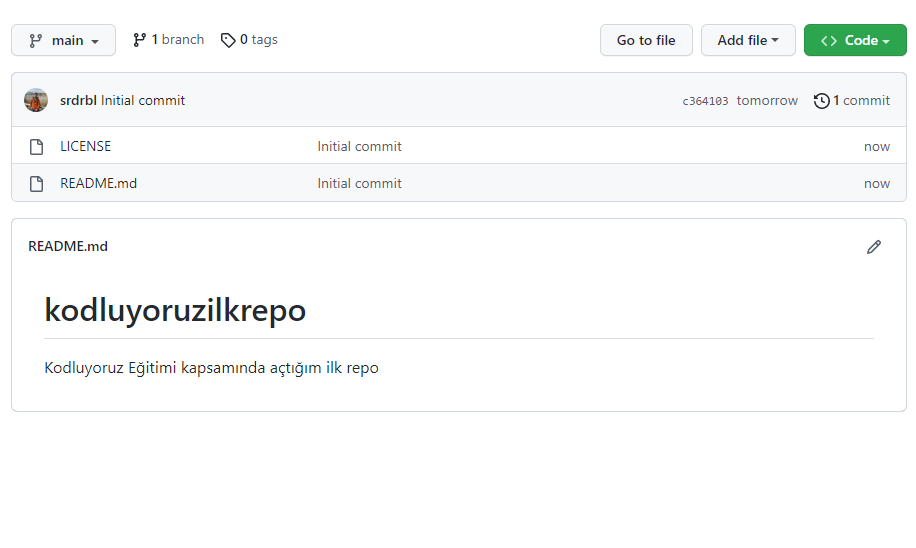 main
1 branch
0 tags
Go to file
Add file
Code
srdrbl Initial commit
c364103 tomorrow
1 commit
LICENSE
Initial commit
now
README.md
Initial commit
now
README.md
kodluyoruzilkrepo
Kodluyoruz Eğitimi kapsamında açtığım ilk repo